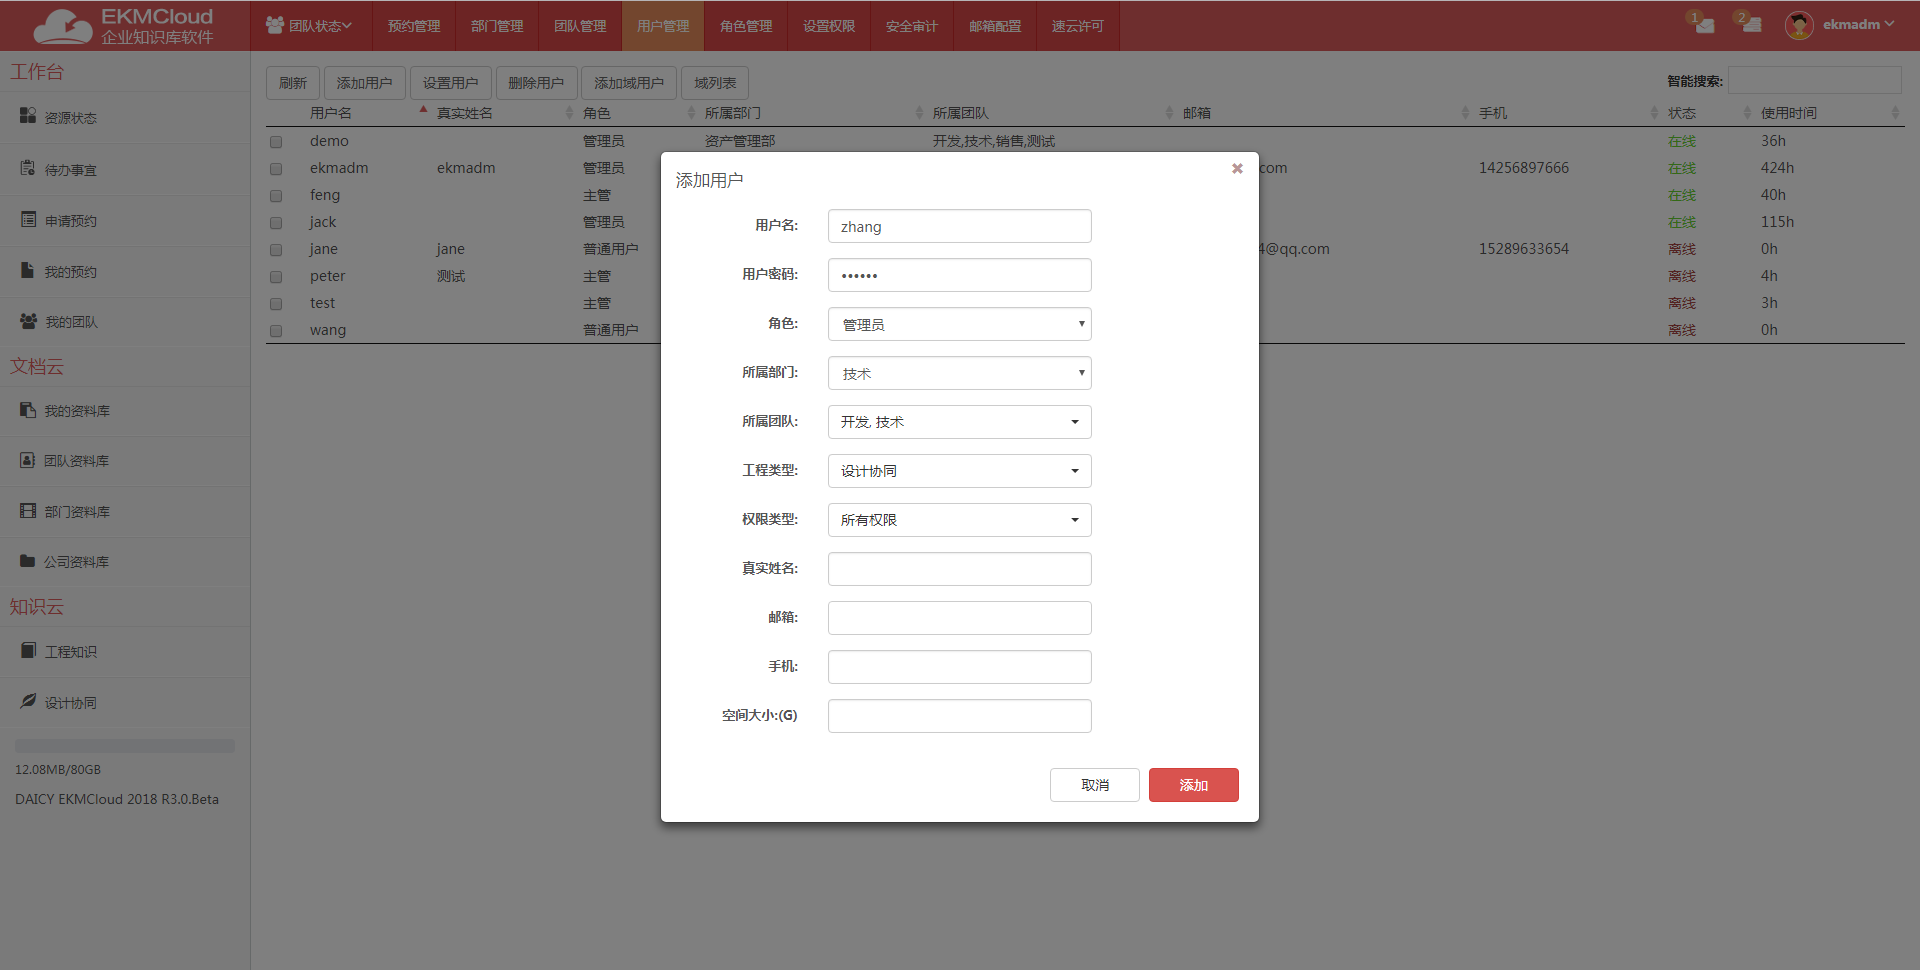 EKMCloud
企业知识库软件
团队状态 预约管理 部门管理 团队管理 用户管理 角色管理 设置权限 安全审计 邮箱配置 速云许可 1 2 ekmadm
工作台
资源状态
待办事宜
申请预约
我的预约
我的团队
文档云
我的资料库
团队资料库
部门资料库
公司资料库
知识云
工程知识
设计协同
12.08MB/80GB
DAICY EKMCloud 2018 R3.0.Beta
刷新 添加用户 设置用户 删除用户 添加域用户 域列表 智能搜索:
用户名 真实姓名 角色 所属部门 所属团队 邮箱 手机 状态 使用时间
demo 管理员 资产管理部 开发,技术,销售,测试 在线 36h
ekmadm ekmadm 管理员 com 14256897666 在线 424h
feng 主管 在线 40h
jack 管理员 在线 115h
jane jane 普通用户 4@qq.com 15289633654 离线 0h
peter 测试 主管 离线 4h
test 主管 离线 3h
wang 普通用户 离线 0h
添加用户
用户名: zhang
用户密码: ••••••
角色: 管理员
所属部门: 技术
所属团队: 开发, 技术
工程类型: 设计协同
权限类型: 所有权限
真实姓名:
邮箱:
手机:
空间大小:(G)
取消 添加